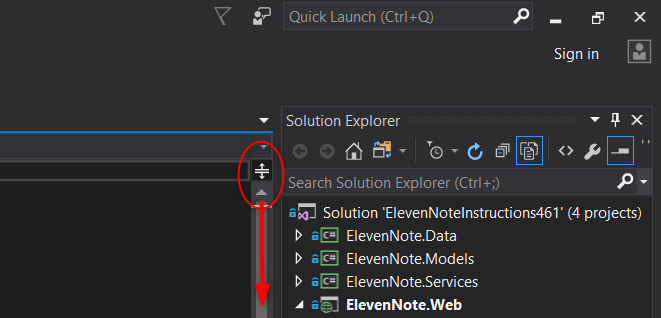 Quick Launch (Ctrl+Q)
Sign in
Solution Explorer
Search Solution Explorer (Ctrl+;)
Solution 'ElevenNoteInstructions461' (4 projects)
C# ElevenNote.Data
C# ElevenNote.Models
C# ElevenNote.Services
ElevenNote.Web